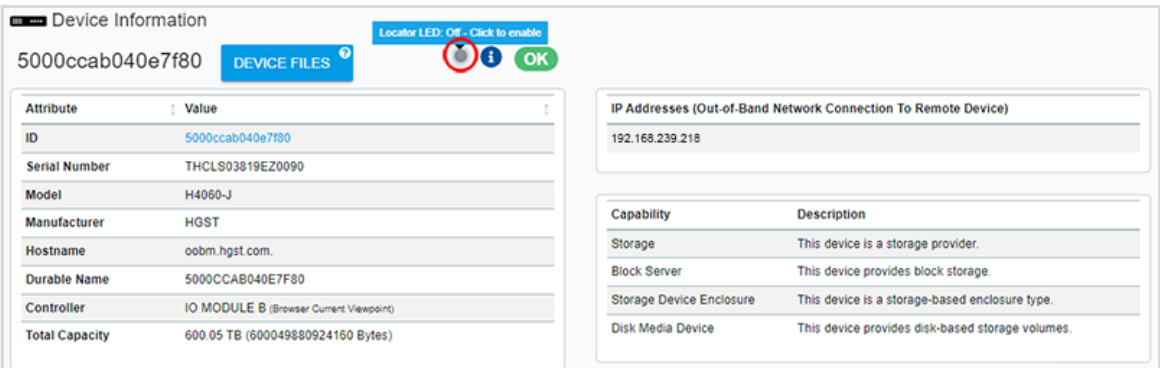 Device Information
Locator LED: Off - Click to enable
5000ccab040e7f80
DEVICE FILES ?
i
OK
Attribute Value
ID 5000ccab040e7f80
Serial Number THCLS03819EZ0090
Model H4060-J
Manufacturer HGST
Hostname oobm.hgst.com.
Durable Name 5000CCAB040E7F80
Controller IO MODULE B (Browser Current Viewpoint)
Total Capacity 600.05 TB (600049880924160 Bytes)
IP Addresses (Out-of-Band Network Connection To Remote Device)
192.168.239.218
Capability Description
Storage This device is a storage provider.
Block Server This device provides block storage.
Storage Device Enclosure This device is a storage-based enclosure type.
Disk Media Device This device provides disk-based storage volumes.